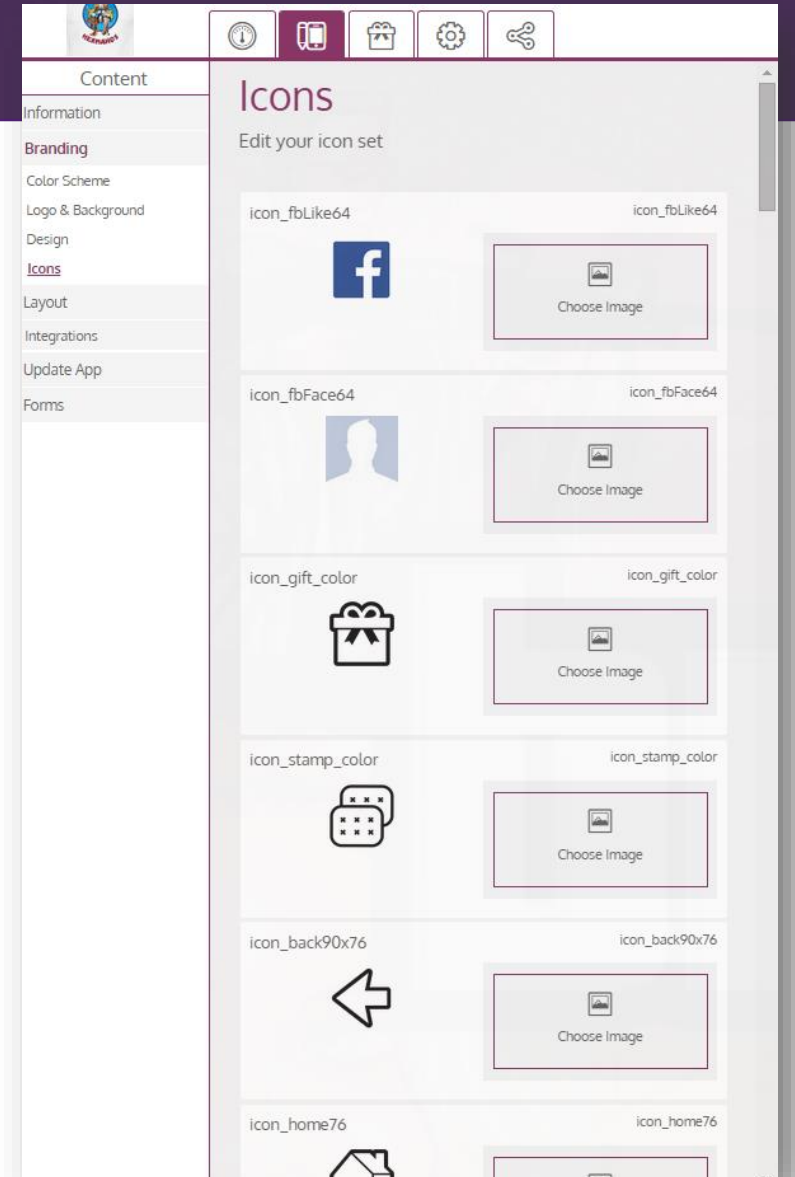 HERMANOS
Content
Information
Branding
Color Scheme
Logo & Background
Design
Icons
Layout
Integrations
Update App
Forms
Icons
Edit your icon set
icon_fbLike64
icon_fbLike64
Choose Image
icon_fbFace64
icon_fbFace64
Choose Image
icon_gift_color
icon_gift_color
Choose Image
icon_stamp_color
icon_stamp_color
Choose Image
icon_back90x76
icon_back90x76
Choose Image
icon_home76
icon_home76